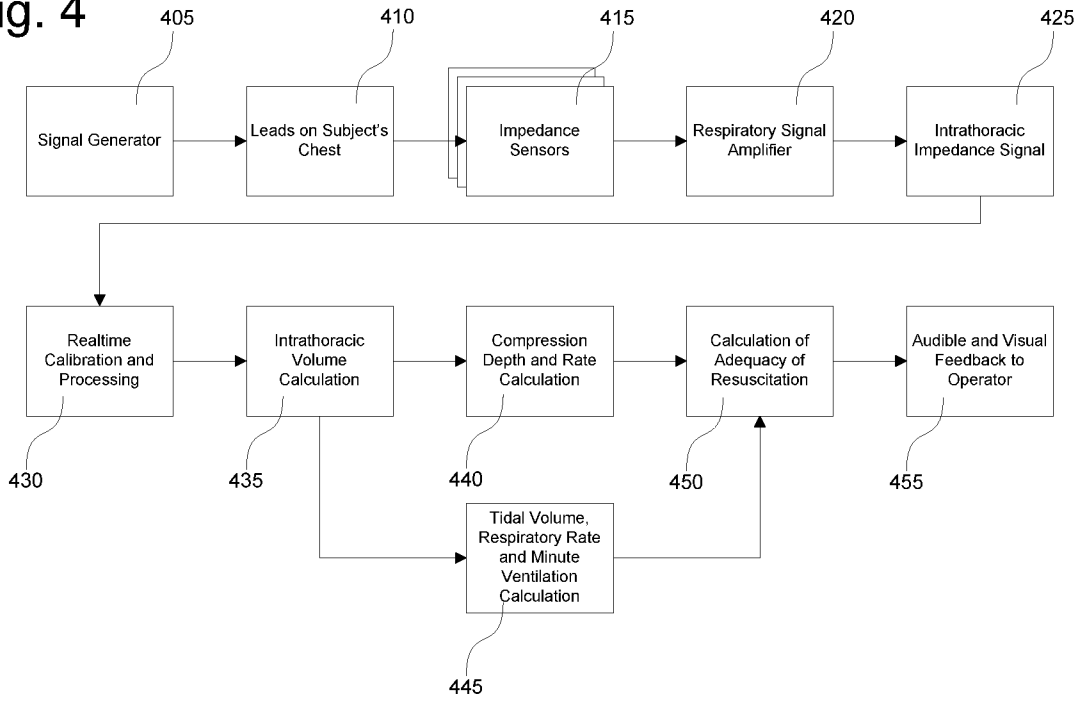 ig. 4
405
410
415
420
425
Signal Generator
Leads on Subject's
Chest
Impedance
Sensors
Respiratory Signal
Amplifier
Intrathoracic
Impedance Signal
Realtime
Calibration and
Processing
Intrathoracic
Volume
Calculation
Compression
Depth and Rate
Calculation
Calculation of
Adequacy of
Resuscitation
Audible and Visual
Feedback to
Operator
430
435
440
450
455
Tidal Volume,
Respiratory Rate
and Minute
Ventilation
Calculation
445